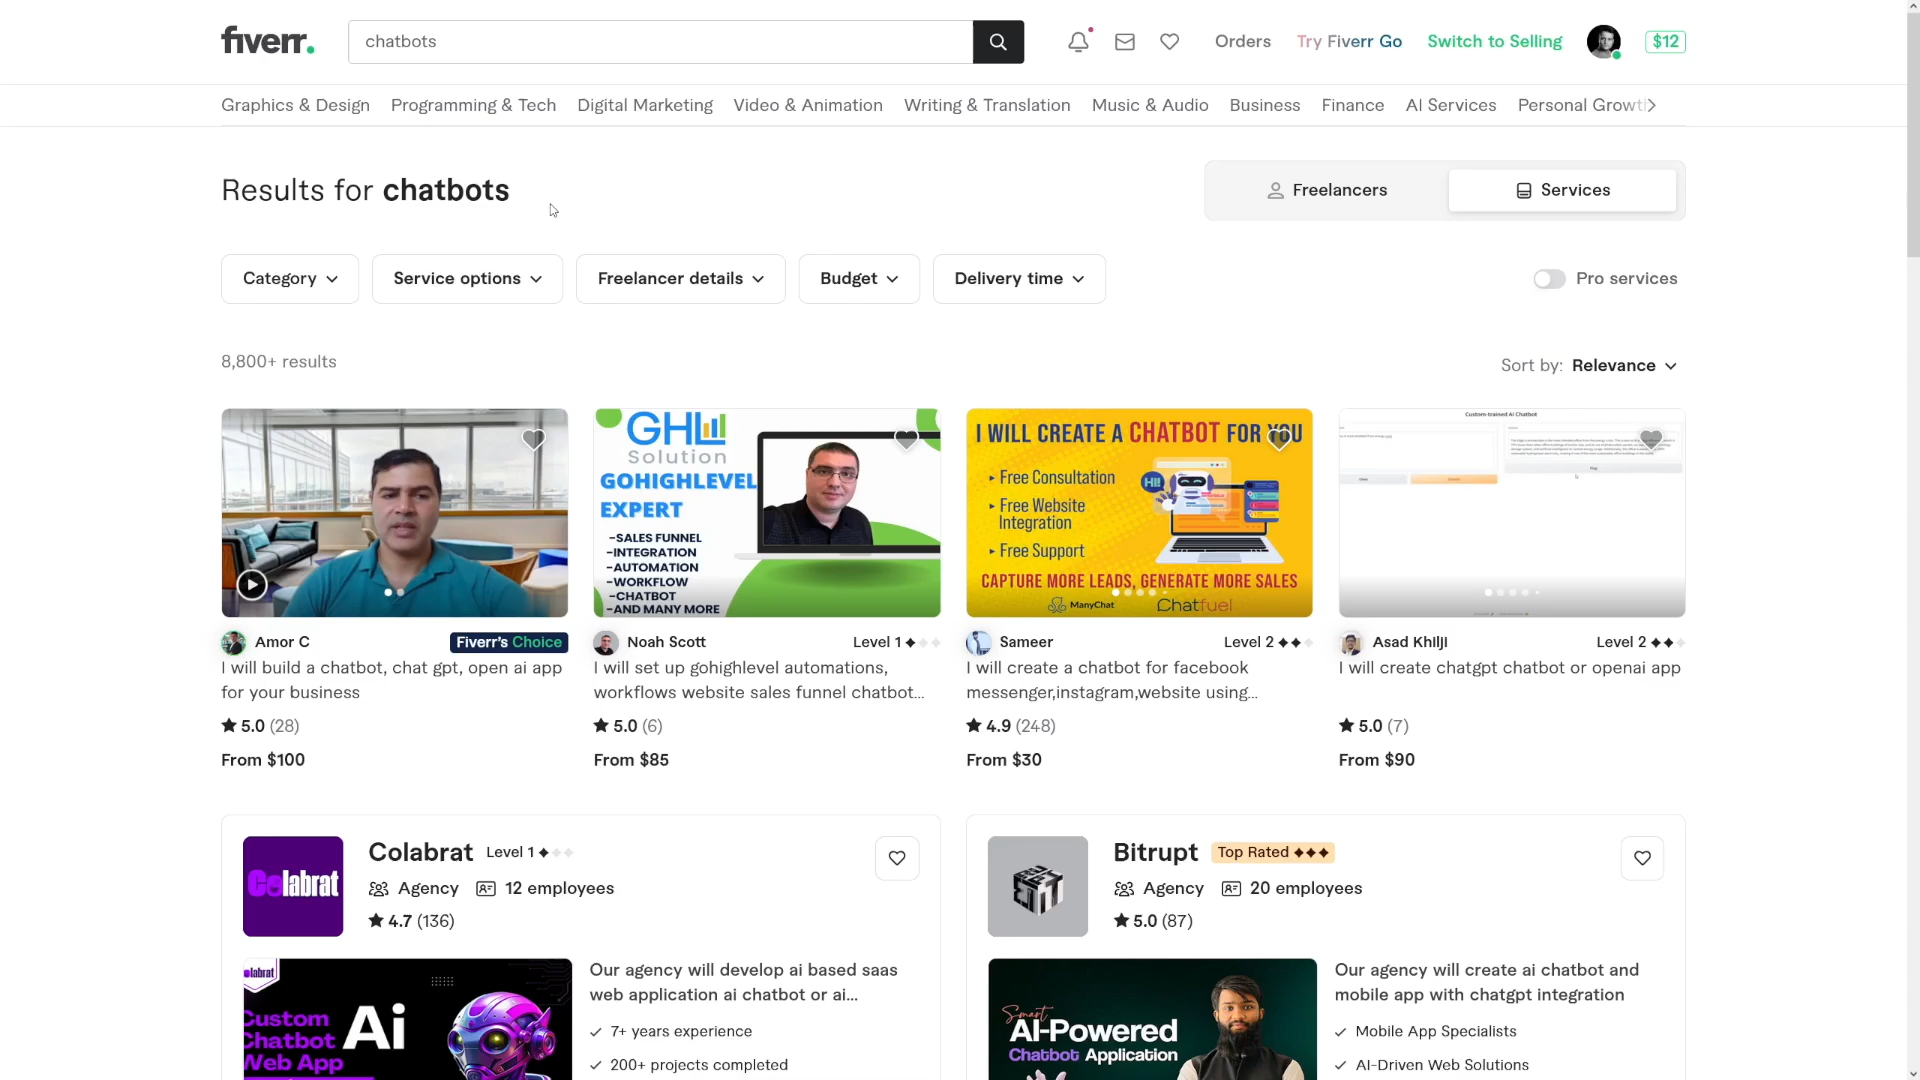 fiverr.
chatbots
Orders
Try Fiverr Go
Switch to Selling
$12
Graphics & Design
Programming & Tech
Digital Marketing
Video & Animation
Writing & Translation
Music & Audio
Business
Finance
AI Services
Personal Growt
Results for chatbots
Freelancers
Services
Category
Service options
Freelancer details
Budget
Delivery time
Pro services
8,800+ results
Sort by: Relevance
GHL
Solution
GOHIGHLEVEL
EXPERT
-SALES FUNNEL
-INTEGRATION
-AUTOMATION
-WORKFLOW
-CHATBOT
-AND MANY MORE
I WILL CREATE A CHATBOT FOR YOU
Free Consultation
Free Website
Integration
Free Support
HI!
CAPTURE MORE LEADS, GENERATE MORE SALES
ManyChat
Chatfuel
Custom-trained AI Chatbot
Amor C
Fiverr's Choice
I will build a chatbot, chat gpt, open ai app
for your business
5.0 (28)
From $100
Noah Scott
Level 1
I will set up gohighlevel automations,
workflows website sales funnel chatbot...
5.0 (6)
From $85
Sameer
Level 2
I will create a chatbot for facebook
messenger,instagram,website using...
4.9 (248)
From $30
Asad Khilji
Level 2
I will create chatgpt chatbot or openai app
5.0 (7)
From $90
Colabrat
Colabrat
Level 1
Agency
12 employees
4.7 (136)
olabrat
Custom
Chatbot
Web App
Ai
Our agency will develop ai based saas
web application ai chatbot or ai...
7+ years experience
200+ projects completed
Bitrupt
Top Rated
Agency
20 employees
5.0 (87)
Smart
AI-Powered
Chatbot Application
Our agency will create ai chatbot and
mobile app with chatgpt integration
Mobile App Specialists
AI-Driven Web Solutions